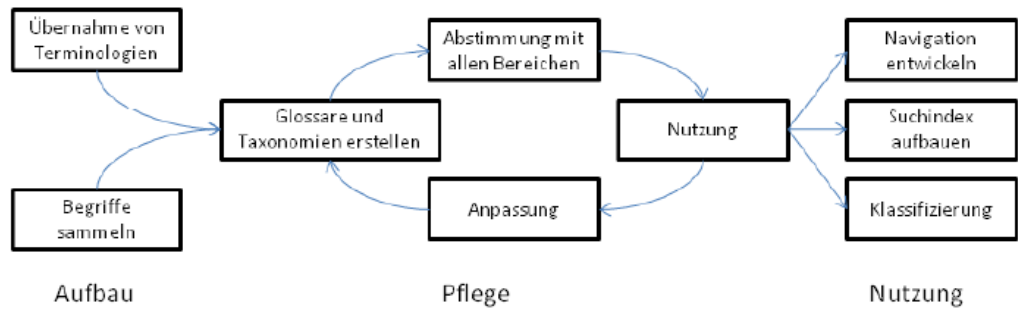 Übernahme von
Terminologien
Begriffe
sammeln
Glossare und
Taxonomien erstellen
Abstimmung mit
allen Bereichen
Anpassung
Nutzung
Navigation
entwickeln
Suchindex
aufbauen
Klassifizierung
Aufbau
Pflege
Nutzung